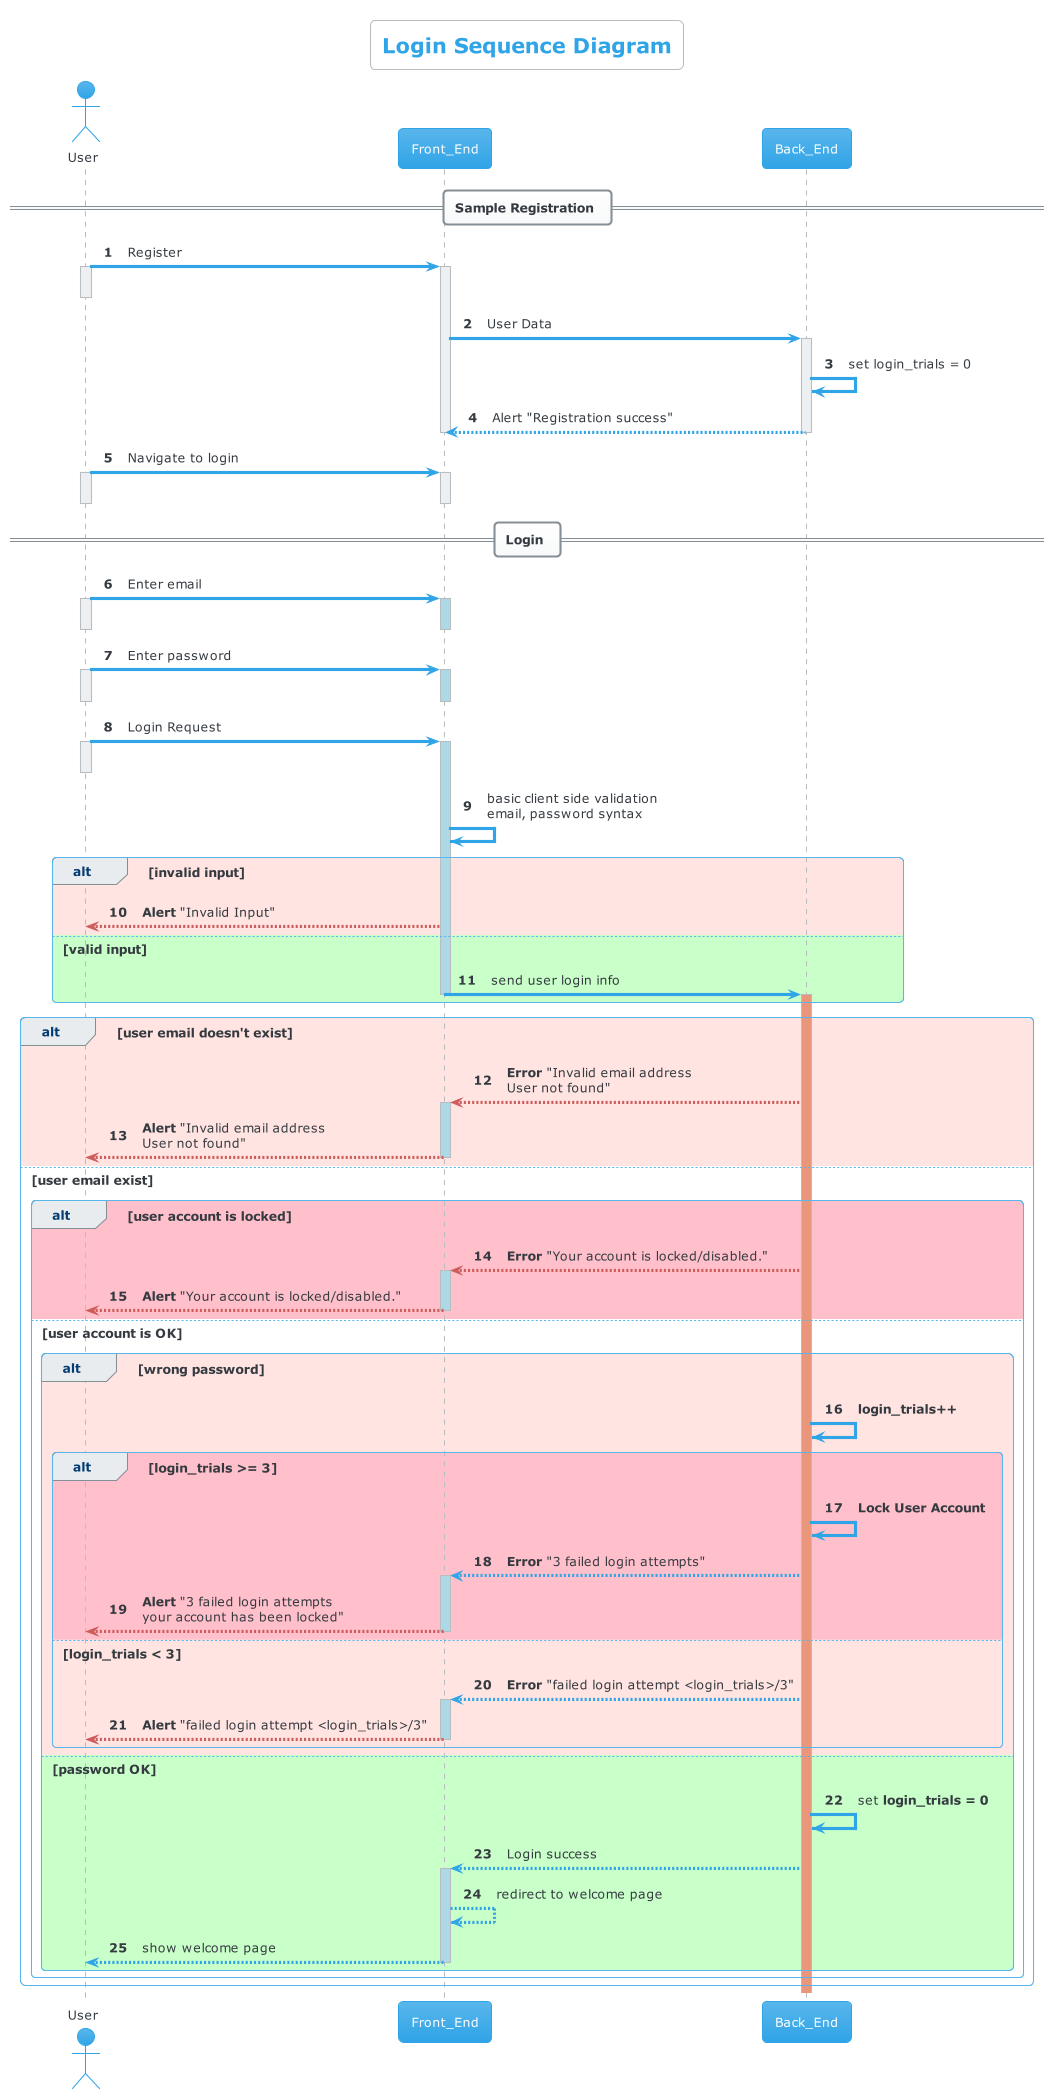 Login Sequence Diagram
User
Front_End
Back_End
Sample Registration
1 Register
2 User Data
3 set login_trials = 0
4 Alert "Registration success"
5 Navigate to login
Login
6 Enter email
7 Enter password
8 Login Request
9 basic client side validation
email, password syntax
alt [invalid input]
10 Alert "Invalid Input"
[valid input]
11 send user login info
alt [user email doesn't exist]
12 Error "Invalid email address
User not found"
13 Alert "Invalid email address
User not found"
[user email exist]
alt [user account is locked]
14 Error "Your account is locked/disabled."
15 Alert "Your account is locked/disabled."
[user account is OK]
alt [wrong password]
16 login_trials++
alt [login_trials >= 3]
17 Lock User Account
18 Error "3 failed login attempts"
19 Alert "3 failed login attempts
your account has been locked"
[login_trials < 3]
20 Error "failed login attempt <login_trials>/3"
21 Alert "failed login attempt <login_trials>/3"
[password OK]
22 set login_trials = 0
23 Login success
24 redirect to welcome page
25 show welcome page
User
Front_End
Back_End